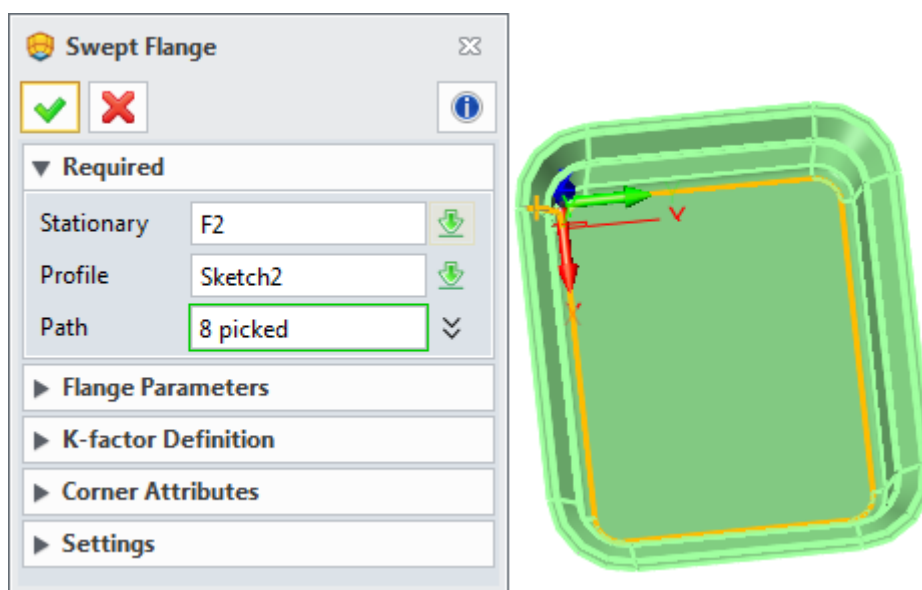 Swept Flange
Required
Stationary F2
Profile Sketch2
Path 8 picked
Flange Parameters
K-factor Definition
Corner Attributes
Settings
Y
X